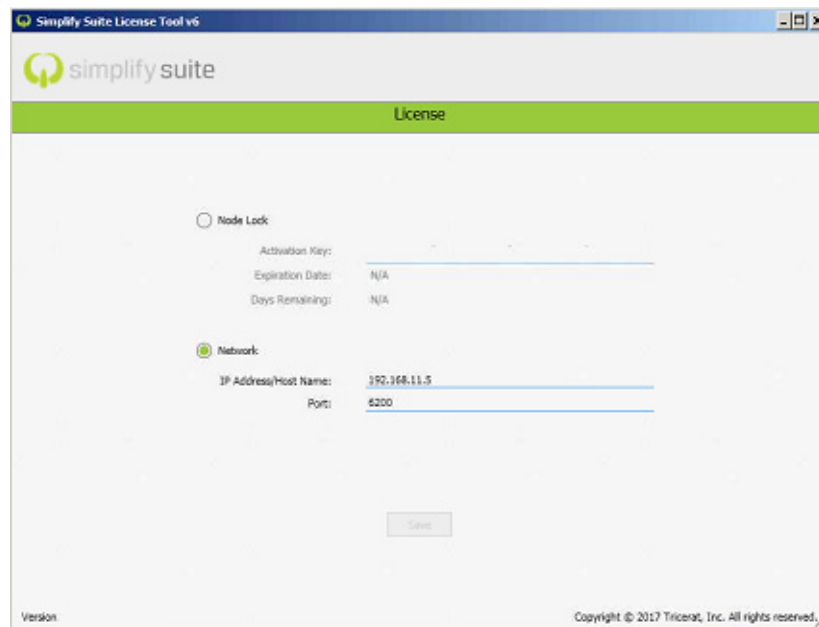 Simplify Suite License Tool v6
simplify suite
License
Node Lock
Activation Key: - - -
Expiration Date: N/A
Days Remaining: N/A
Network
IP Address/Host Name: 192.168.11.5
Port: 6200
Save
Version Copyright © 2017 Tricerat, Inc. All rights reserved.